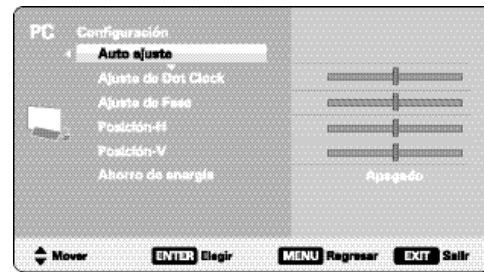 PC Configuración
Auto ajuste
Ajuste de Dot Clock
Ajuste de Fase
Posición-H
Posición-V
Ahorro de energía Apagado
Mover ENTER Elegir MENU Regresar EXIT Salir